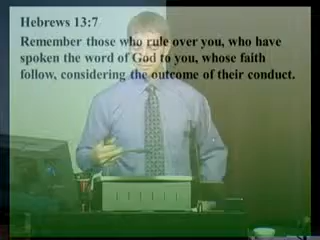 Hebrews 13:7
Remember those who rule over you, who have
spoken the word of God to you, whose faith
follow, considering the outcome of their conduct.